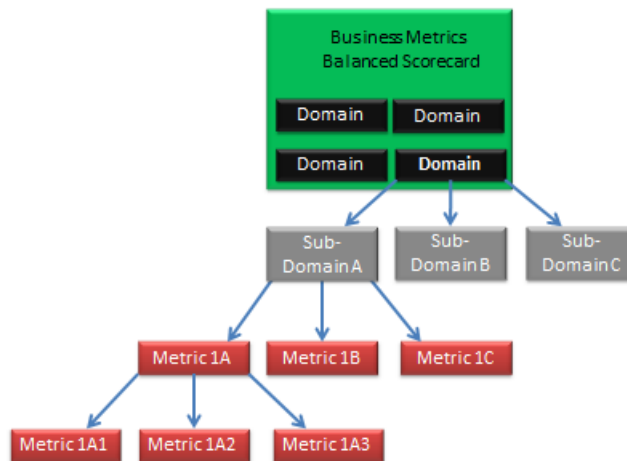 Business Metrics
Balanced Scorecard
Domain
Domain
Domain
Domain
Sub-
Domain A
Sub-
Domain B
Sub-
Domain C
Metric 1A
Metric 1B
Metric 1C
Metric 1A1
Metric 1A2
Metric 1A3